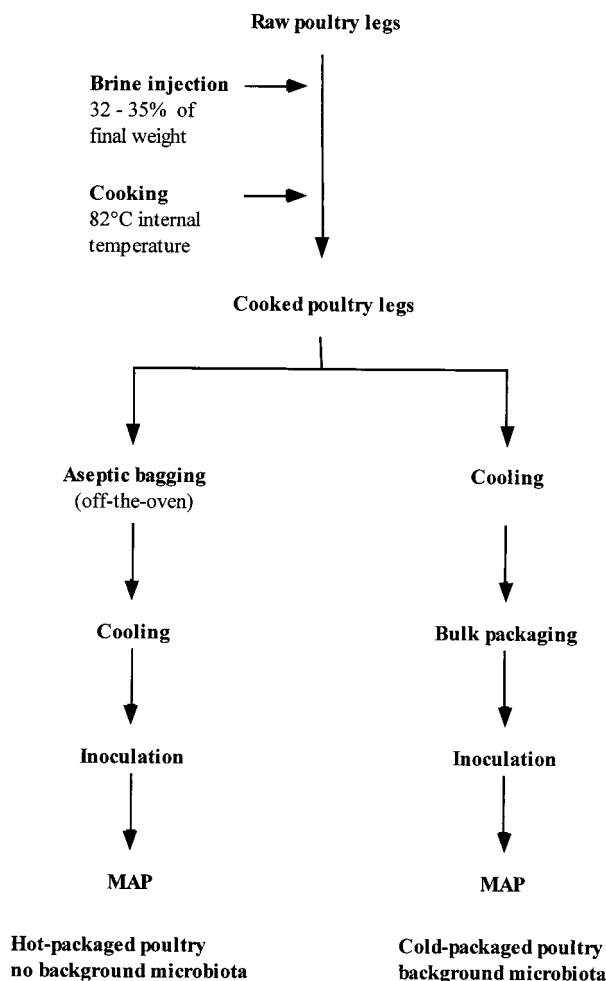 Raw poultry legs
Brine injection
32 - 35% of
final weight
Cooking
82°C internal
temperature
Cooked poultry legs
Aseptic bagging
(off-the-oven)
Cooling
Inoculation
MAP
Hot-packaged poultry
no background microbiota
Cooling
Bulk packaging
Inoculation
MAP
Cold-packaged poultry
background microbiota